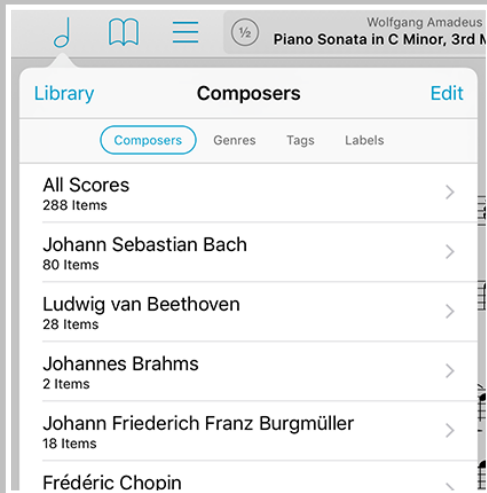 ½
Wolfgang Amadeus
Piano Sonata in C Minor, 3rd
Library
Composers
Edit
Composers
Genres
Tags
Labels
All Scores
288 Items
Johann Sebastian Bach
80 Items
Ludwig van Beethoven
28 Items
Johannes Brahms
2 Items
Johann Friederich Franz Burgmüller
18 Items
Frédéric Chopin